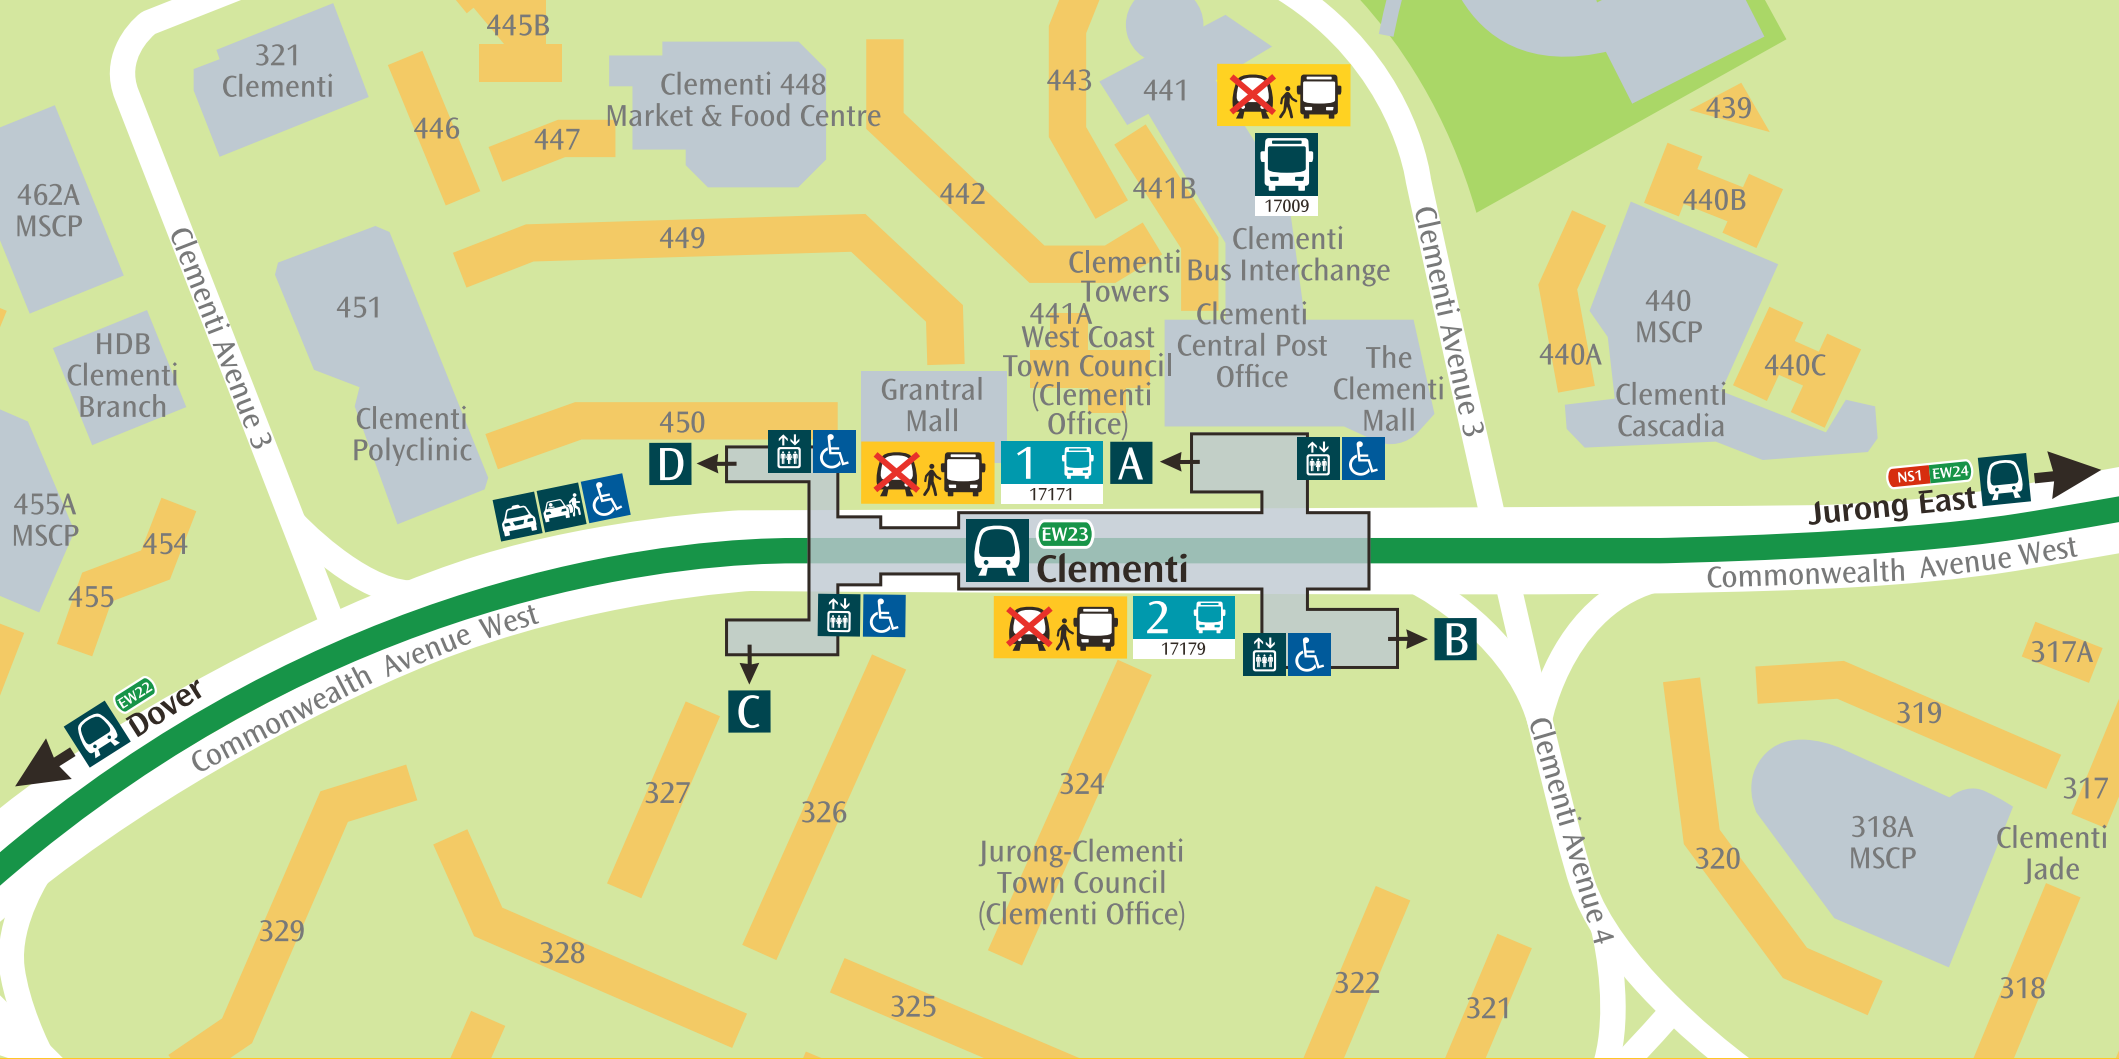 445B
321
Clementi
446
447
Clementi 448
Market & Food Centre
443
441
442
441B
17009
439
440B
462A
MSCP
449
451
Clementi Avenue 3
HDB
Clementi
Branch
Clementi
Polyclinic
450
Grantral
Mall
Clementi
Towers
441A
West Coast
Town Council
(Clementi
Office)
Clementi
Bus Interchange
Clementi
Central Post
Office
The
Clementi
Mall
Clementi Avenue 3
440
MSCP
440A
440C
Clementi
Cascadia
D
1
17171
A
NS1 EW24
Jurong East
455A
MSCP
454
455
EW23
Clementi
Commonwealth Avenue West
2
17179
B
C
EW22
Dover
Commonwealth Avenue West
317A
319
317
327
326
324
Jurong-Clementi
Town Council
(Clementi Office)
Clementi Avenue 4
320
318A
MSCP
Clementi
Jade
329
328
325
322
321
318